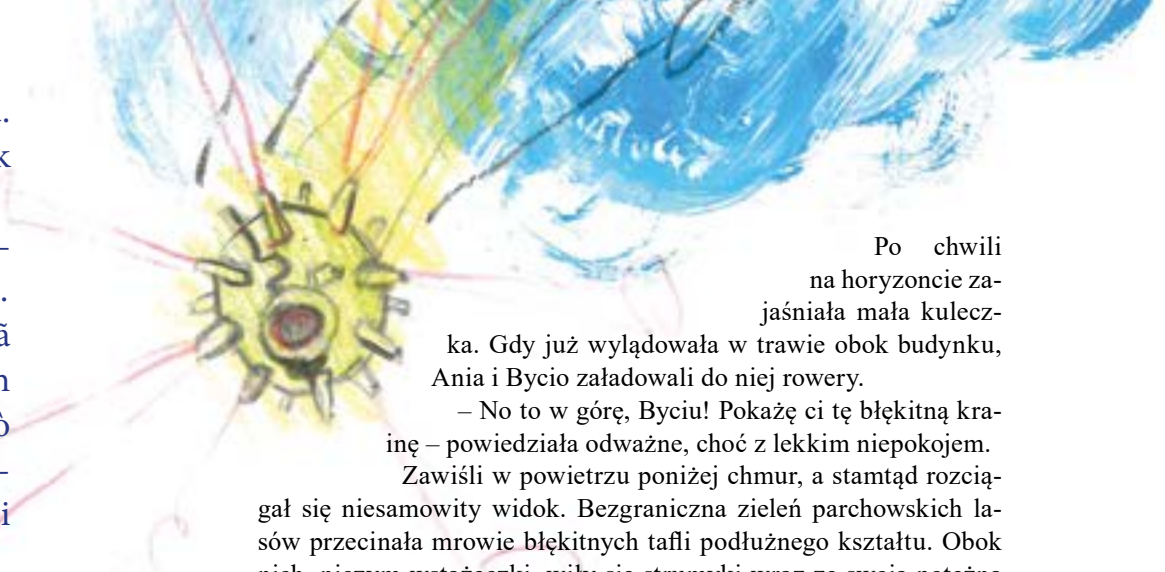 Po chwili
na horyzoncie za-
jaśniała mała kulecz-
ka. Gdy już wylądowała w trawie obok budynku,
Ania i Bycio załadowali do niej rowery.
– No to w górę, Byciu! Pokażę ci tę błękitną kra-
inę – powiedziała odważne, choć z lekkim niepokojem.
Zawiśli w powietrzu poniżej chmur, a stamtąd rozcią-
gał się niesamowity widok. Bezgraniczna zieleń parchowskich la-
sów przecinała mrowie błękitnych tafli podłużnego kształtu. Obok